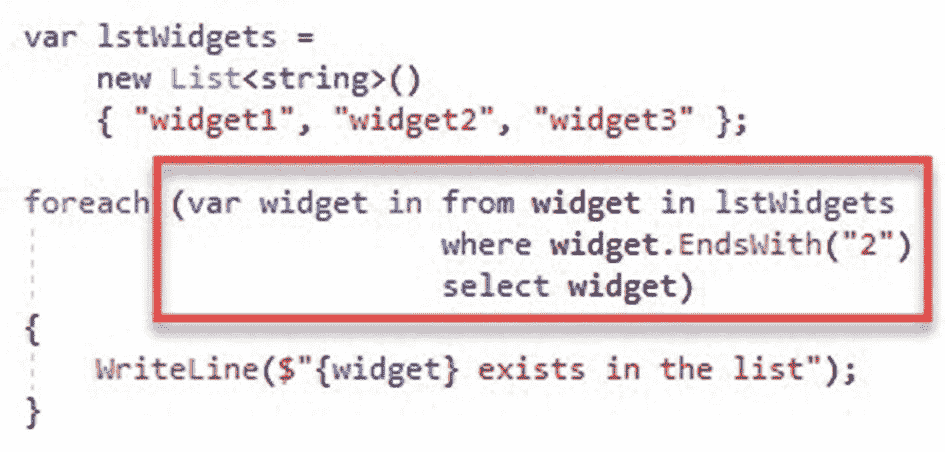 var lstWidgets =
    new List<string>()
    { "widget1", "widget2", "widget3" };
foreach (var widget in from widget in lstWidgets
                       where widget.EndsWith("2")
                       select widget)
{
    WriteLine($"{widget} exists in the list");
}